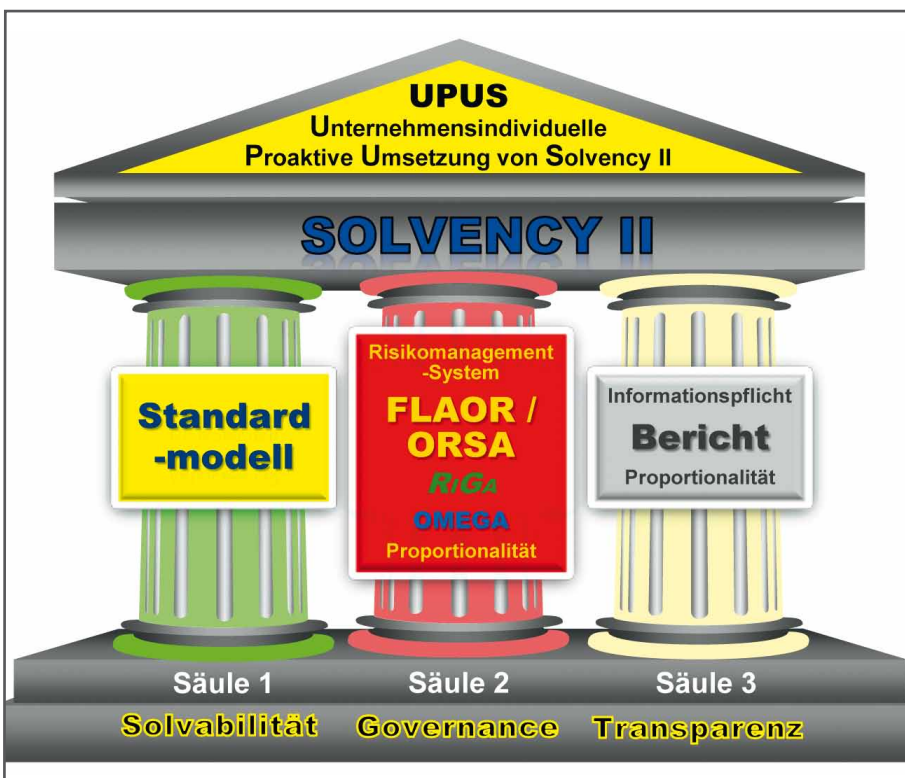 UPUS
Unternehmensindividuelle
Proaktive Umsetzung von Solvency II
SOLVENCY II
Standard
-modell
Risikomanagement
-System
FLAOR /
ORSA
RIGA
OMEGA
Proportionalität
Informationspflicht
Bericht
Proportionalität
Säule 1
Säule 2
Säule 3
Solvabilität
Governance
Transparenz